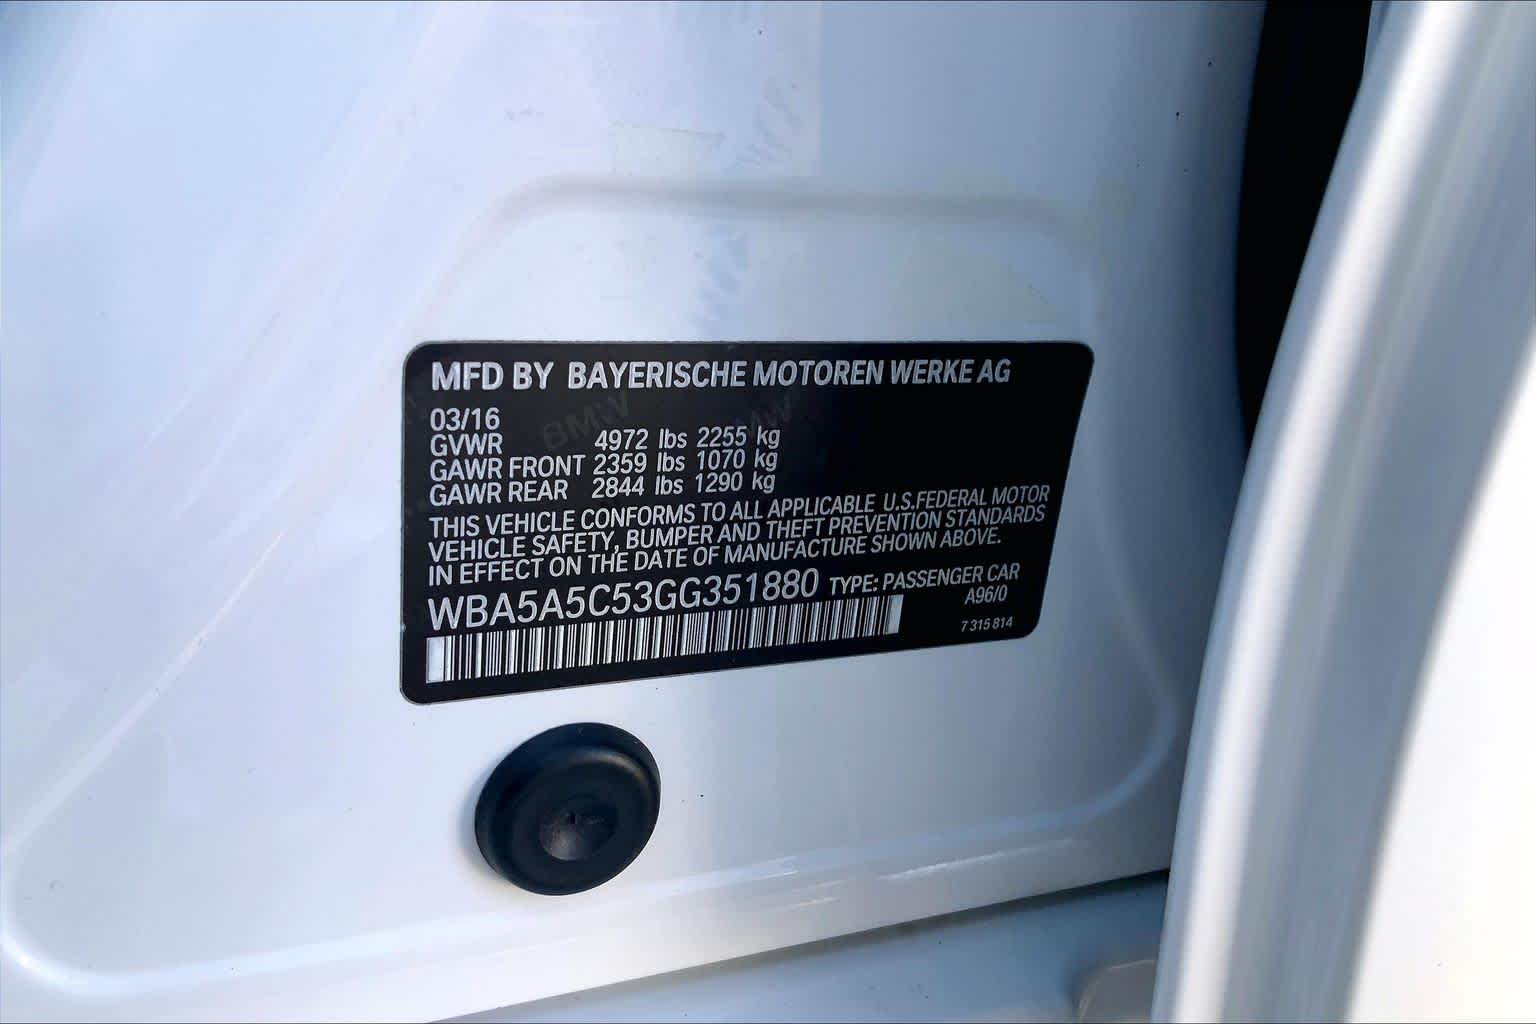 MFD BY BAYERISCHE MOTOREN WERKE AG
03/16
GVWR 4972 lbs 2255 kg
GAWR FRONT 2359 lbs 1070 kg
GAWR REAR 2844 lbs 1290 kg
THIS VEHICLE CONFORMS TO ALL APPLICABLE U.S.FEDERAL MOTOR
VEHICLE SAFETY, BUMPER AND THEFT PREVENTION STANDARDS
IN EFFECT ON THE DATE OF MANUFACTURE SHOWN ABOVE.
WBA5A5C53GG351880 TYPE: PASSENGER CAR
A96/0
7 315 814
BMW
BMW